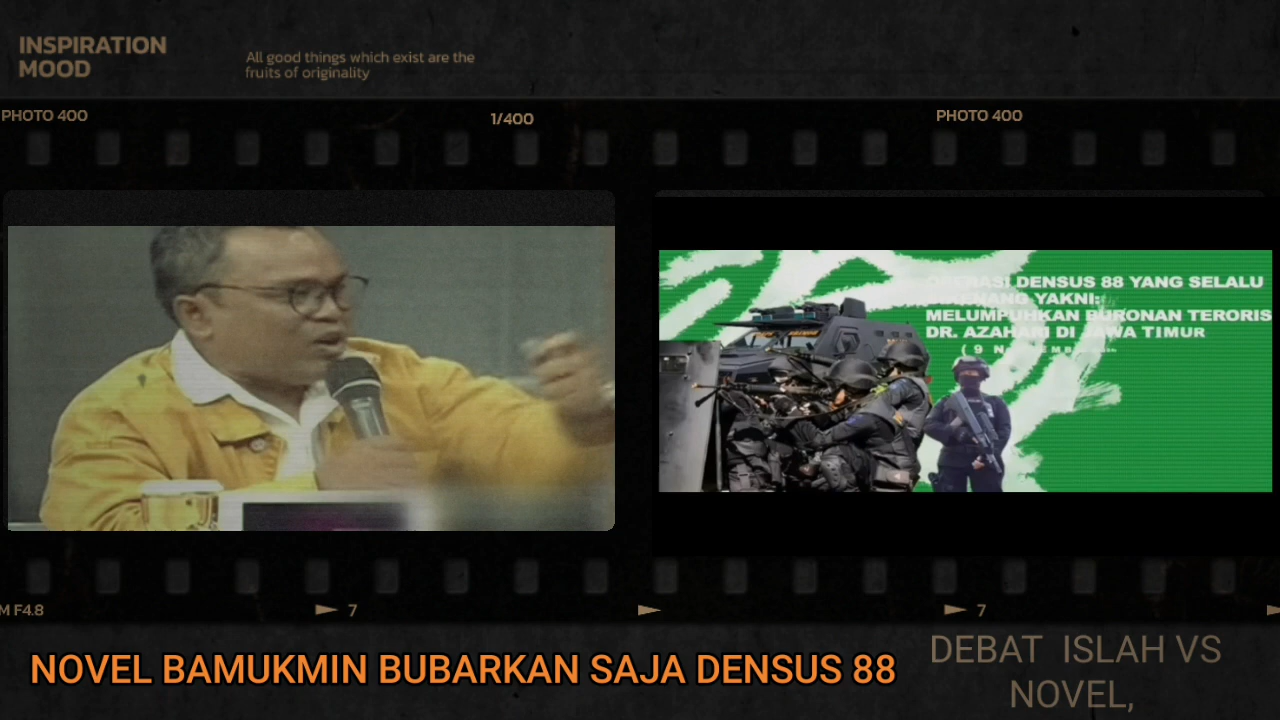 INSPIRATION
MOOD
All good things which exist are the
fruits of originality
PHOTO 400
1/400
PHOTO 400
DENSUS 88 YANG SELALU
YAKNI:
MELUMPUHKAN BURONAN TERORIS
DR. AZAHARI DI JAWA TIMUR
( 9
M F4.8
7
7
NOVEL BAMUKMIN BUBARKAN SAJA DENSUS 88
DEBAT ISLAH VS
NOVEL,